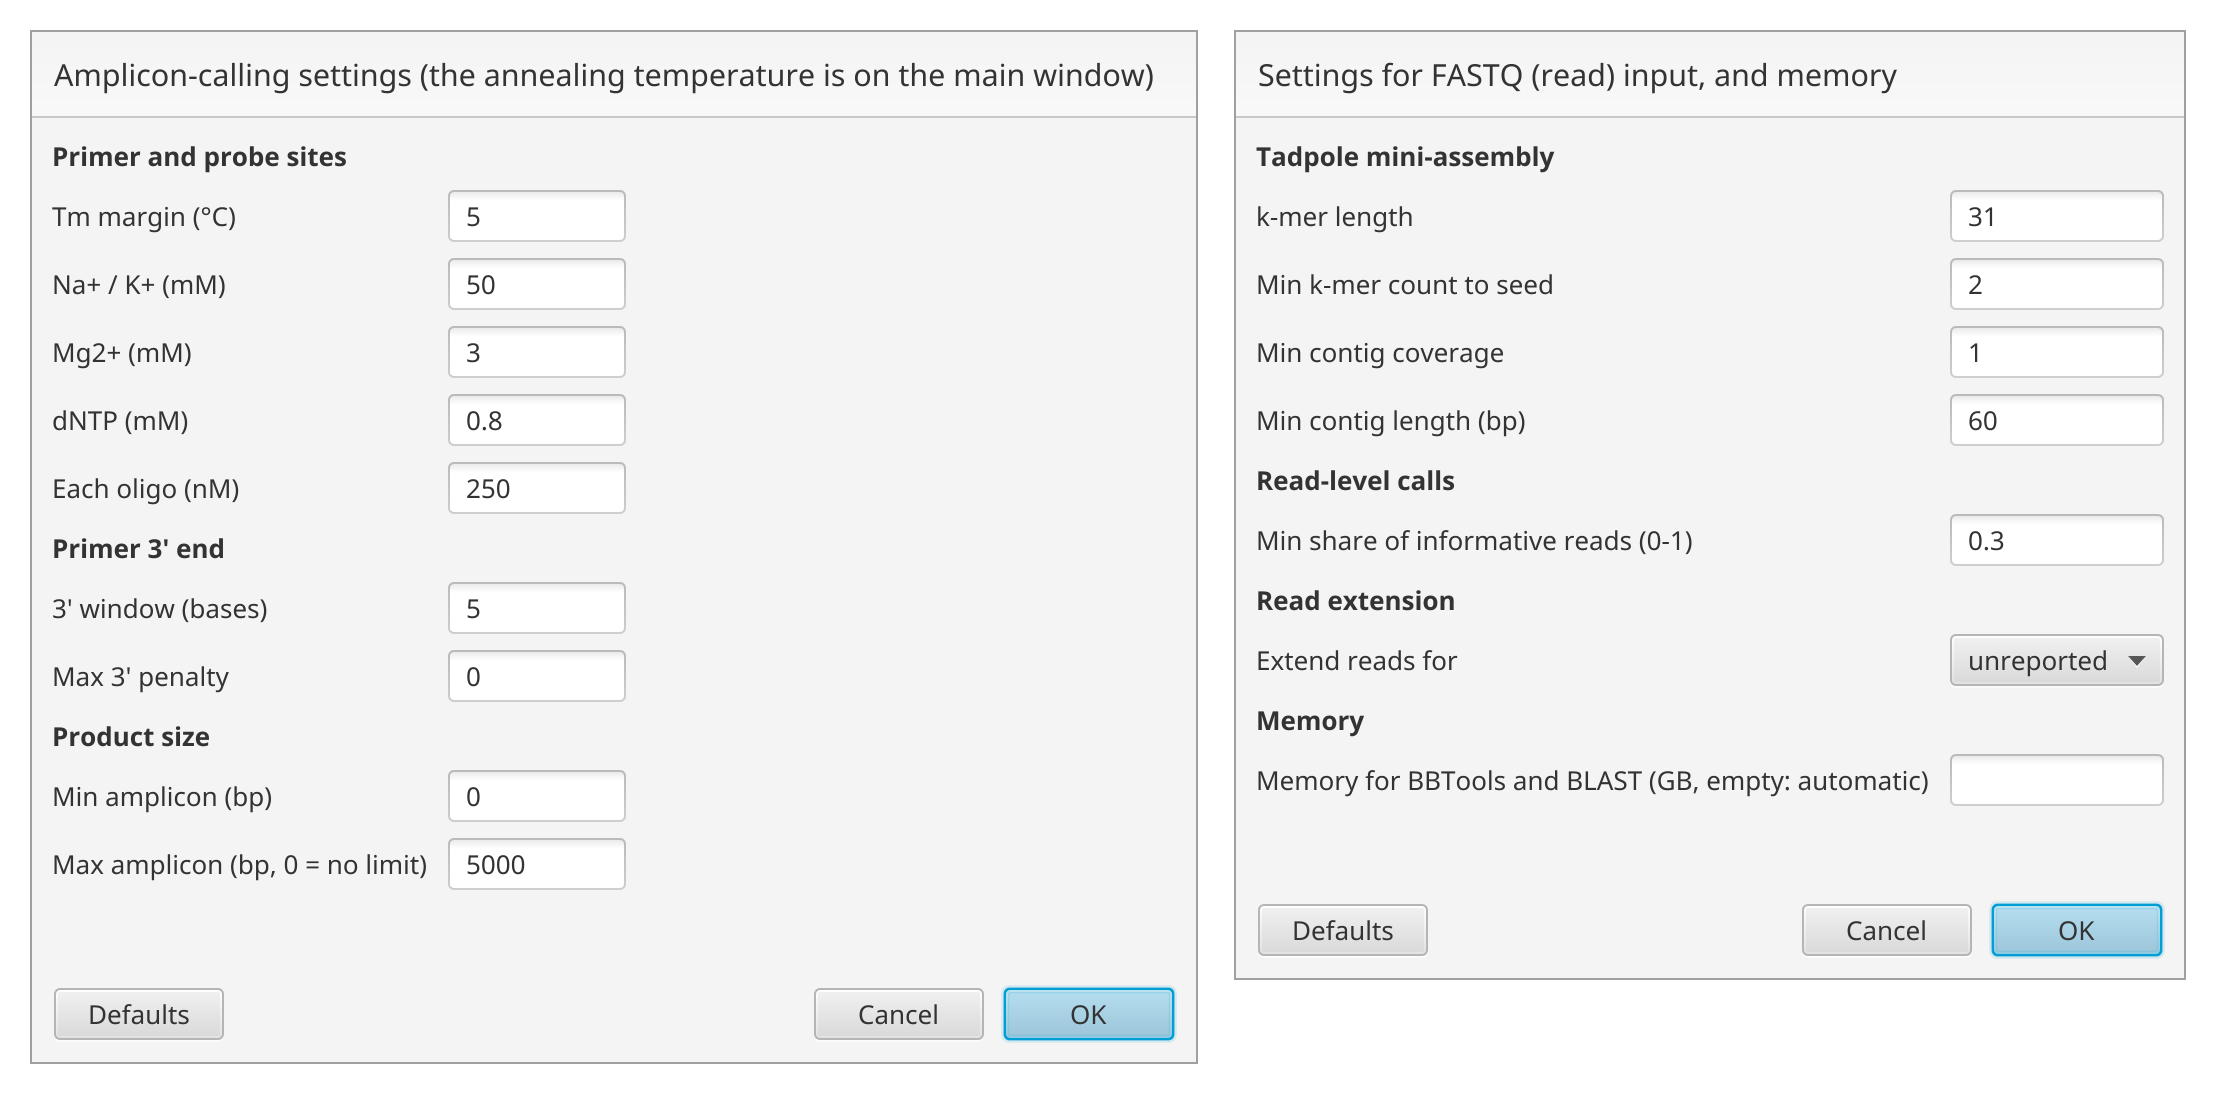 Amplicon-calling settings (the annealing temperature is on the main window)
Primer and probe sites
Tm margin (°C) 5
Na+ / K+ (mM) 50
Mg2+ (mM) 3
dNTP (mM) 0.8
Each oligo (nM) 250
Primer 3' end
3' window (bases) 5
Max 3' penalty 0
Product size
Min amplicon (bp) 0
Max amplicon (bp, 0 = no limit) 5000
Defaults Cancel OK
Settings for FASTQ (read) input, and memory
Tadpole mini-assembly
k-mer length 31
Min k-mer count to seed 2
Min contig coverage 1
Min contig length (bp) 60
Read-level calls
Min share of informative reads (0-1) 0.3
Read extension
Extend reads for unreported
Memory
Memory for BBTools and BLAST (GB, empty: automatic)
Defaults Cancel OK